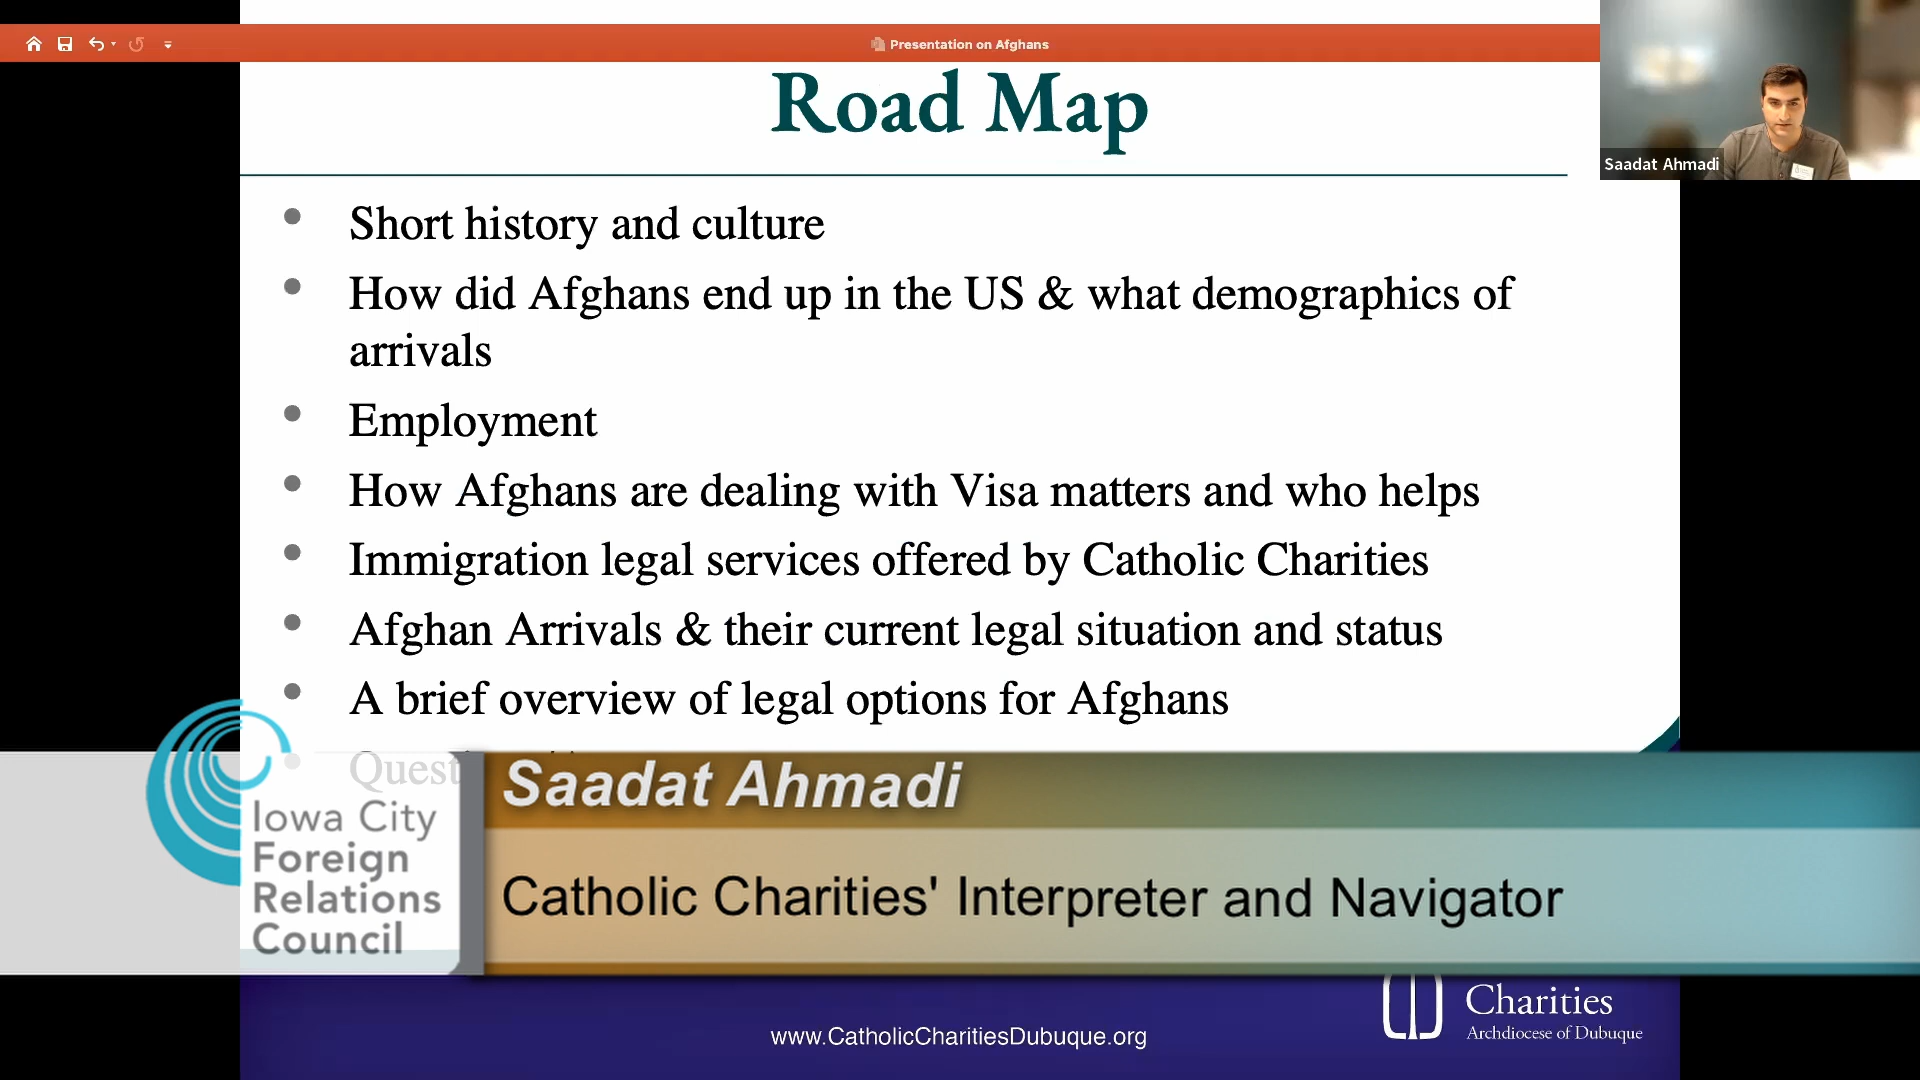 Presentation on Afghans
Road Map
Saadat Ahmadi
Short history and culture
How did Afghans end up in the US & what demographics of
arrivals
Employment
How Afghans are dealing with Visa matters and who helps
Immigration legal services offered by Catholic Charities
Afghan Arrivals & their current legal situation and status
A brief overview of legal options for Afghans
Saadat Ahmadi
Catholic Charities' Interpreter and Navigator
Iowa City
Foreign
Relations
Council
Charities
Archdiocese of Dubuque
www.CatholicCharitiesDubuque.org